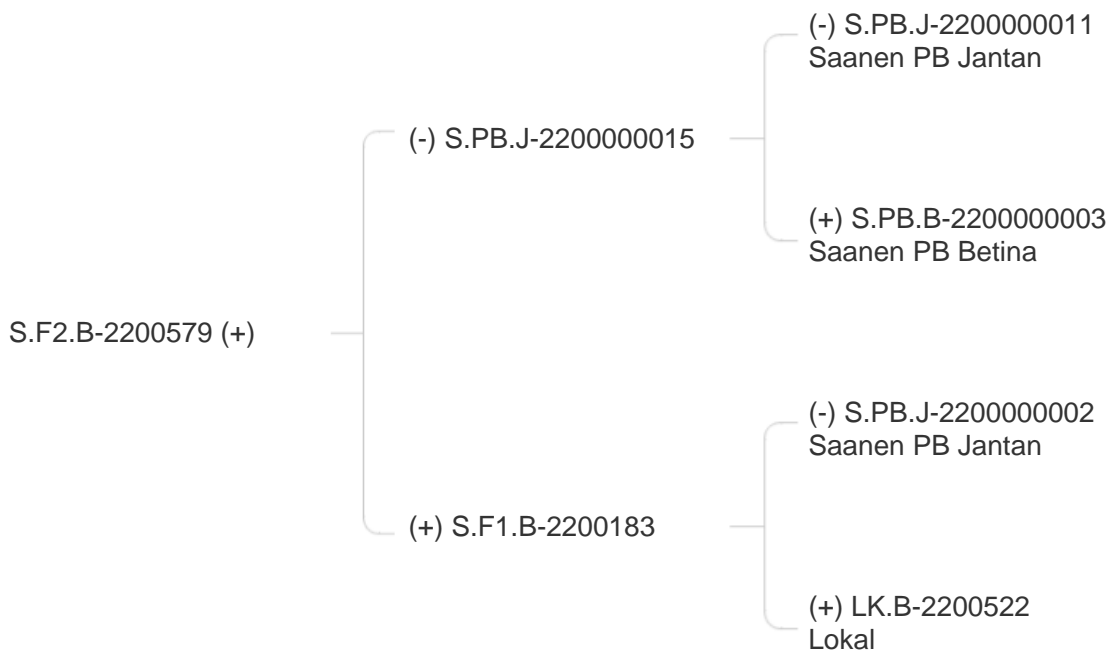 (-) S.PB.J-2200000011
Saanen PB Jantan
(-) S.PB.J-2200000015
(+) S.PB.B-2200000003
Saanen PB Betina
S.F2.B-2200579 (+)
(-) S.PB.J-2200000002
Saanen PB Jantan
(+) S.F1.B-2200183
(+) LK.B-2200522
Lokal